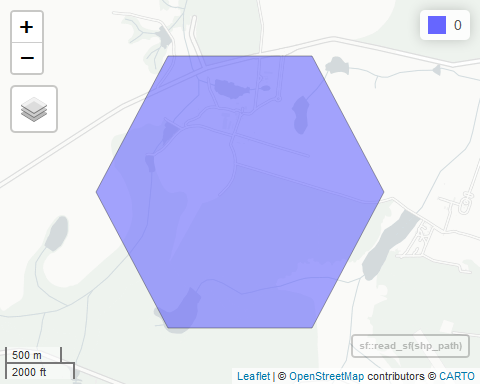 +
0
−
sf::read_sf(shp_path)
500 m
2000 ft
Leaflet | © OpenStreetMap contributors © CARTO